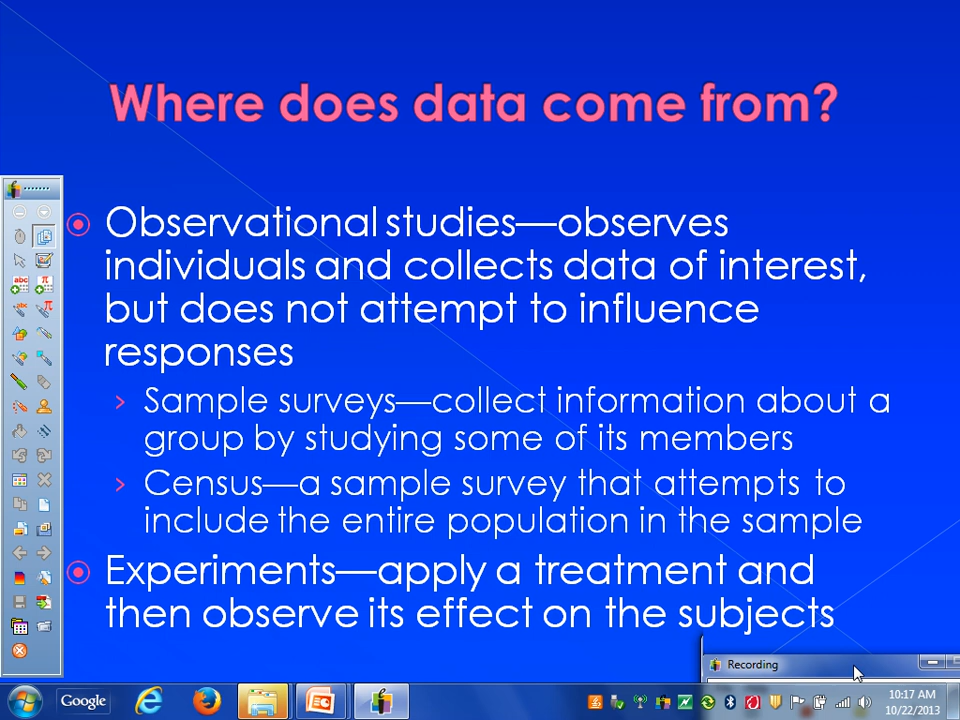 Where does data come from?
Observational studies—observes
individuals and collects data of interest,
but does not attempt to influence
responses
Sample surveys—collect information about a
group by studying some of its members
Census—a sample survey that attempts to
include the entire population in the sample
Experiments—apply a treatment and
then observe its effect on the subjects
abc π
abc π
Recording
Google
10:17 AM
10/22/2013